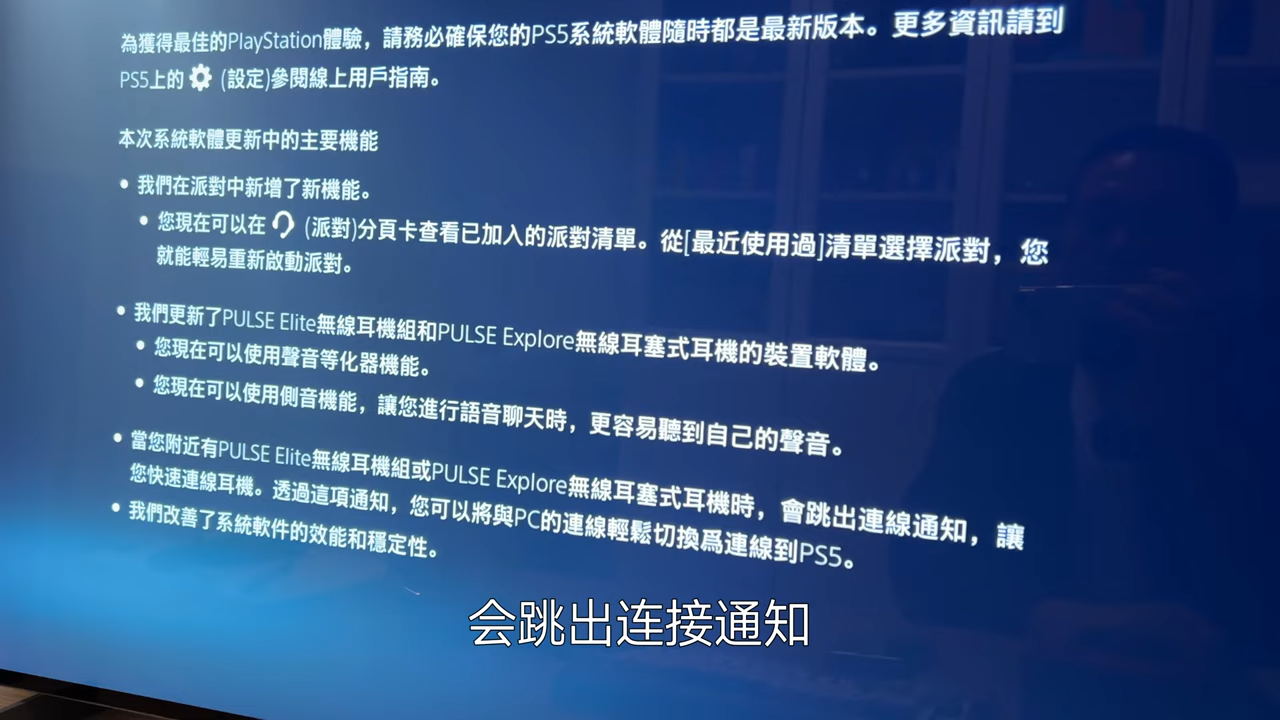 為獲得最佳的PlayStation體驗，請務必確保您的PS5系統軟體隨時都是最新版本。更多資訊請到
PS5上的 (設定)參閱線上用戶指南。
本次系統軟體更新中的主要機能
• 我們在派對中新增了新機能。
• 您現在可以在 (派對)分頁卡查看已加入的派對清單。從[最近使用過]清單選擇派對，您
就能輕易重新啟動派對。
• 我們更新了PULSE Elite無線耳機組和PULSE Explore無線耳塞式耳機的裝置軟體。
• 您現在可以使用聲音等化器機能。
• 您現在可以使用側音機能，讓您進行語音聊天時，更容易聽到自己的聲音。
• 當您附近有PULSE Elite無線耳機組或PULSE Explore無線耳塞式耳機時，會跳出連線通知，讓
您快速連線耳機。透過這項通知，您可以將與PC的連線輕鬆切換爲連線到PS5。
• 我們改善了系統軟件的效能和穩定性。
会跳出连接通知